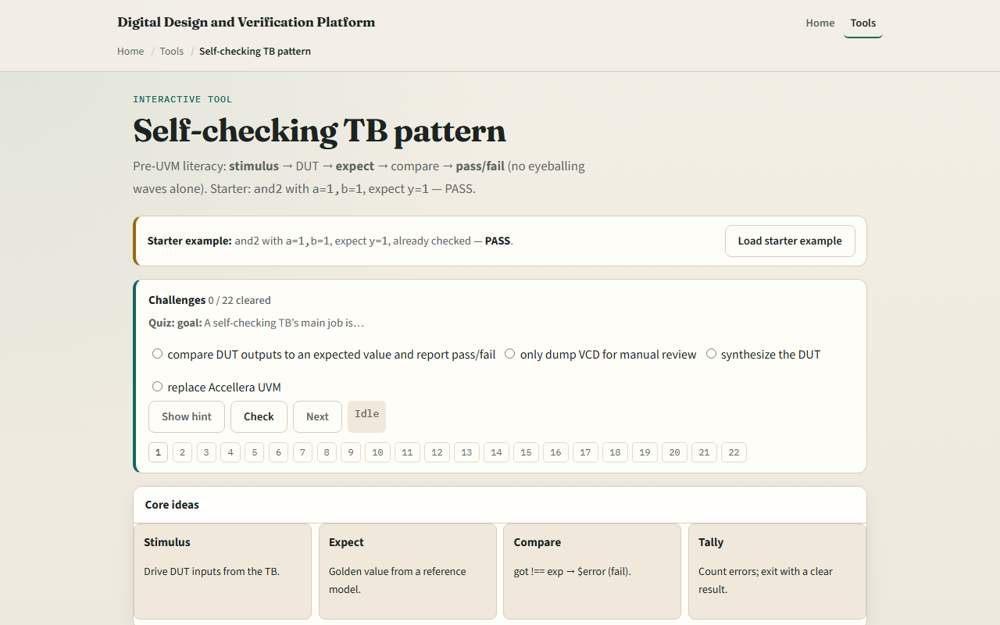 Digital Design and Verification Platform
Home Tools
Home / Tools / Self-checking TB pattern
INTERACTIVE TOOL
Self-checking TB pattern
Pre-UVM literacy: stimulus → DUT → expect → compare → pass/fail (no eyeballing
waves alone). Starter: and2 with a=1,b=1, expect y=1 — PASS.
Starter example: and2 with a=1,b=1, expect y=1, already checked — PASS.
Load starter example
Challenges 0 / 22 cleared
Quiz: goal: A self-checking TB’s main job is…
compare DUT outputs to an expected value and report pass/fail only dump VCD for manual review synthesize the DUT
replace Accellera UVM
Show hint Check Next Idle
1 2 3 4 5 6 7 8 9 10 11 12 13 14 15 16 17 18 19 20 21 22
Core ideas
Stimulus Expect Compare Tally
Drive DUT inputs from the TB. Golden value from a reference got !== exp → $error (fail). Count errors; exit with a clear
model. result.